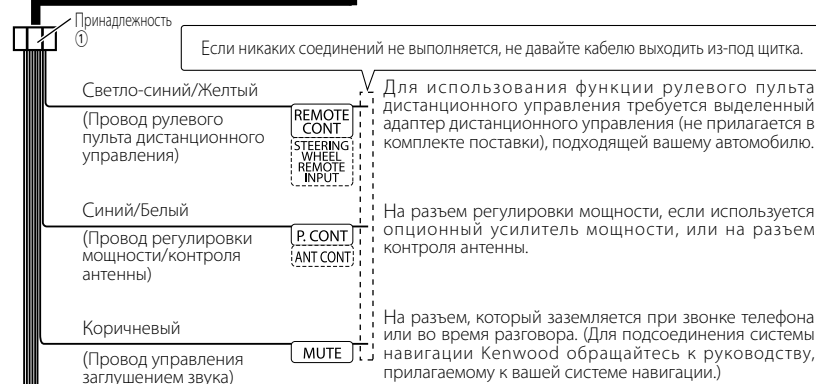 Принадлежность
①
Если никаких соединений не выполняется, не давайте кабелю выходить из-под щитка.
Светло-синий/Желтый
(Провод рулевого
пульта дистанционного
управления)
REMOTE
CONT
STEERING
WHEEL
REMOTE
INPUT
Для использования функции рулевого пульта
дистанционного управления требуется выделенный
адаптер дистанционного управления (не прилагается в
комплекте поставки), подходящей вашему автомобилю.
Синий/Белый
(Провод регулировки
мощности/контроля
антенны)
P. CONT
ANT CONT
На разъем регулировки мощности, если используется
опционный усилитель мощности, или на разъем
контроля антенны.
Коричневый
(Провод управления
заглушением звука)
MUTE
На разъем, который заземляется при звонке телефона
или во время разговора. (Для подсоединения системы
навигации Kenwood обращайтесь к руководству,
прилагаемому к вашей системе навигации.)